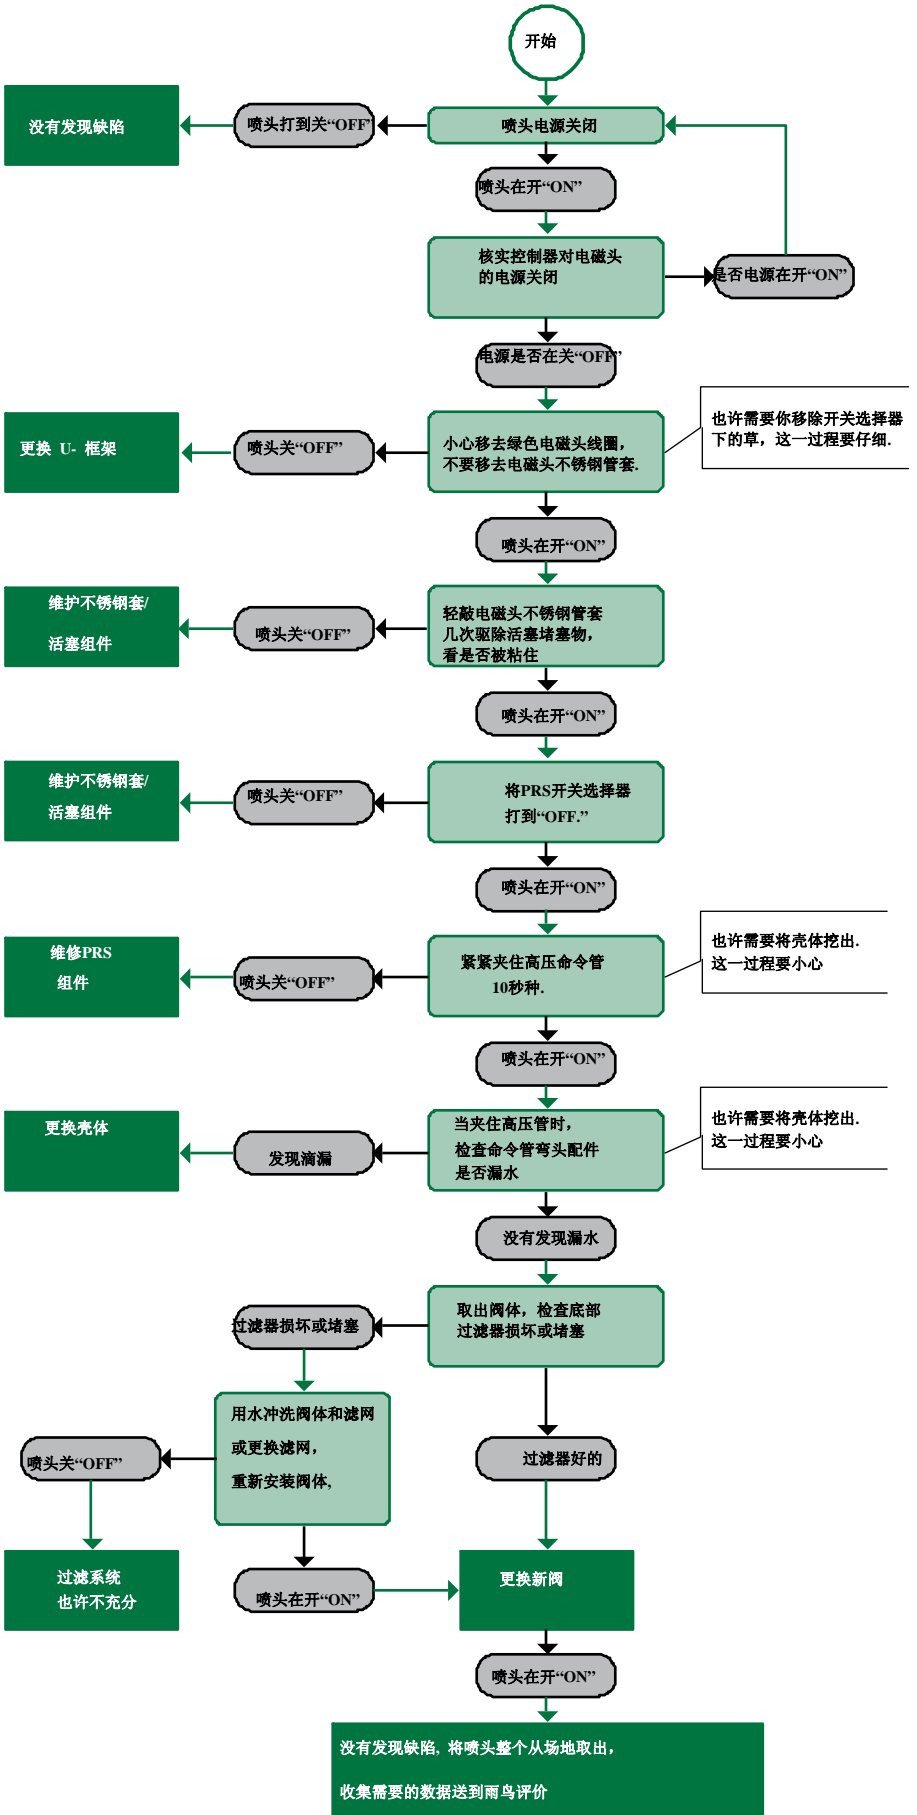 开始
没有发现缺陷
喷头打到关“OFF”
喷头电源关闭
喷头在开“ON”
核实控制器对电磁头
的电源关闭
是否电源在开“ON”
电源是否在关“OFF”
更换 U- 框架
喷头关“OFF”
小心移去绿色电磁头线圈,
不要移去电磁头不锈钢管套.
也许需要你移除开关选择器
下的草，这一过程要仔细.
喷头在开“ON”
维护不锈钢套/
活塞组件
喷头关“OFF”
轻敲电磁头不锈钢管套
几次驱除活塞堵塞物,
看是否被粘住
喷头在开“ON”
维护不锈钢套/
活塞组件
喷头关“OFF”
将PRS开关选择器
打到“OFF.”
喷头在开“ON”
维修PRS
组件
喷头关“OFF”
紧紧夹住高压命令管
10秒种.
也许需要将壳体挖出.
这一过程要小心
喷头在开“ON”
更换壳体
发现滴漏
当夹住高压管时,
检查命令管弯头配件
是否漏水
也许需要将壳体挖出.
这一过程要小心
没有发现漏水
过滤器损坏或堵塞
取出阀体，检查底部
过滤器损坏或堵塞
用水冲洗阀体和滤网
或更换滤网，
重新安装阀体,
喷头关“OFF”
过滤器好的
过滤系统
也许不充分
喷头在开“ON”
更换新阀
喷头在开“ON”
没有发现缺陷, 将喷头整个从场地取出，
收集需要的数据送到雨鸟评价